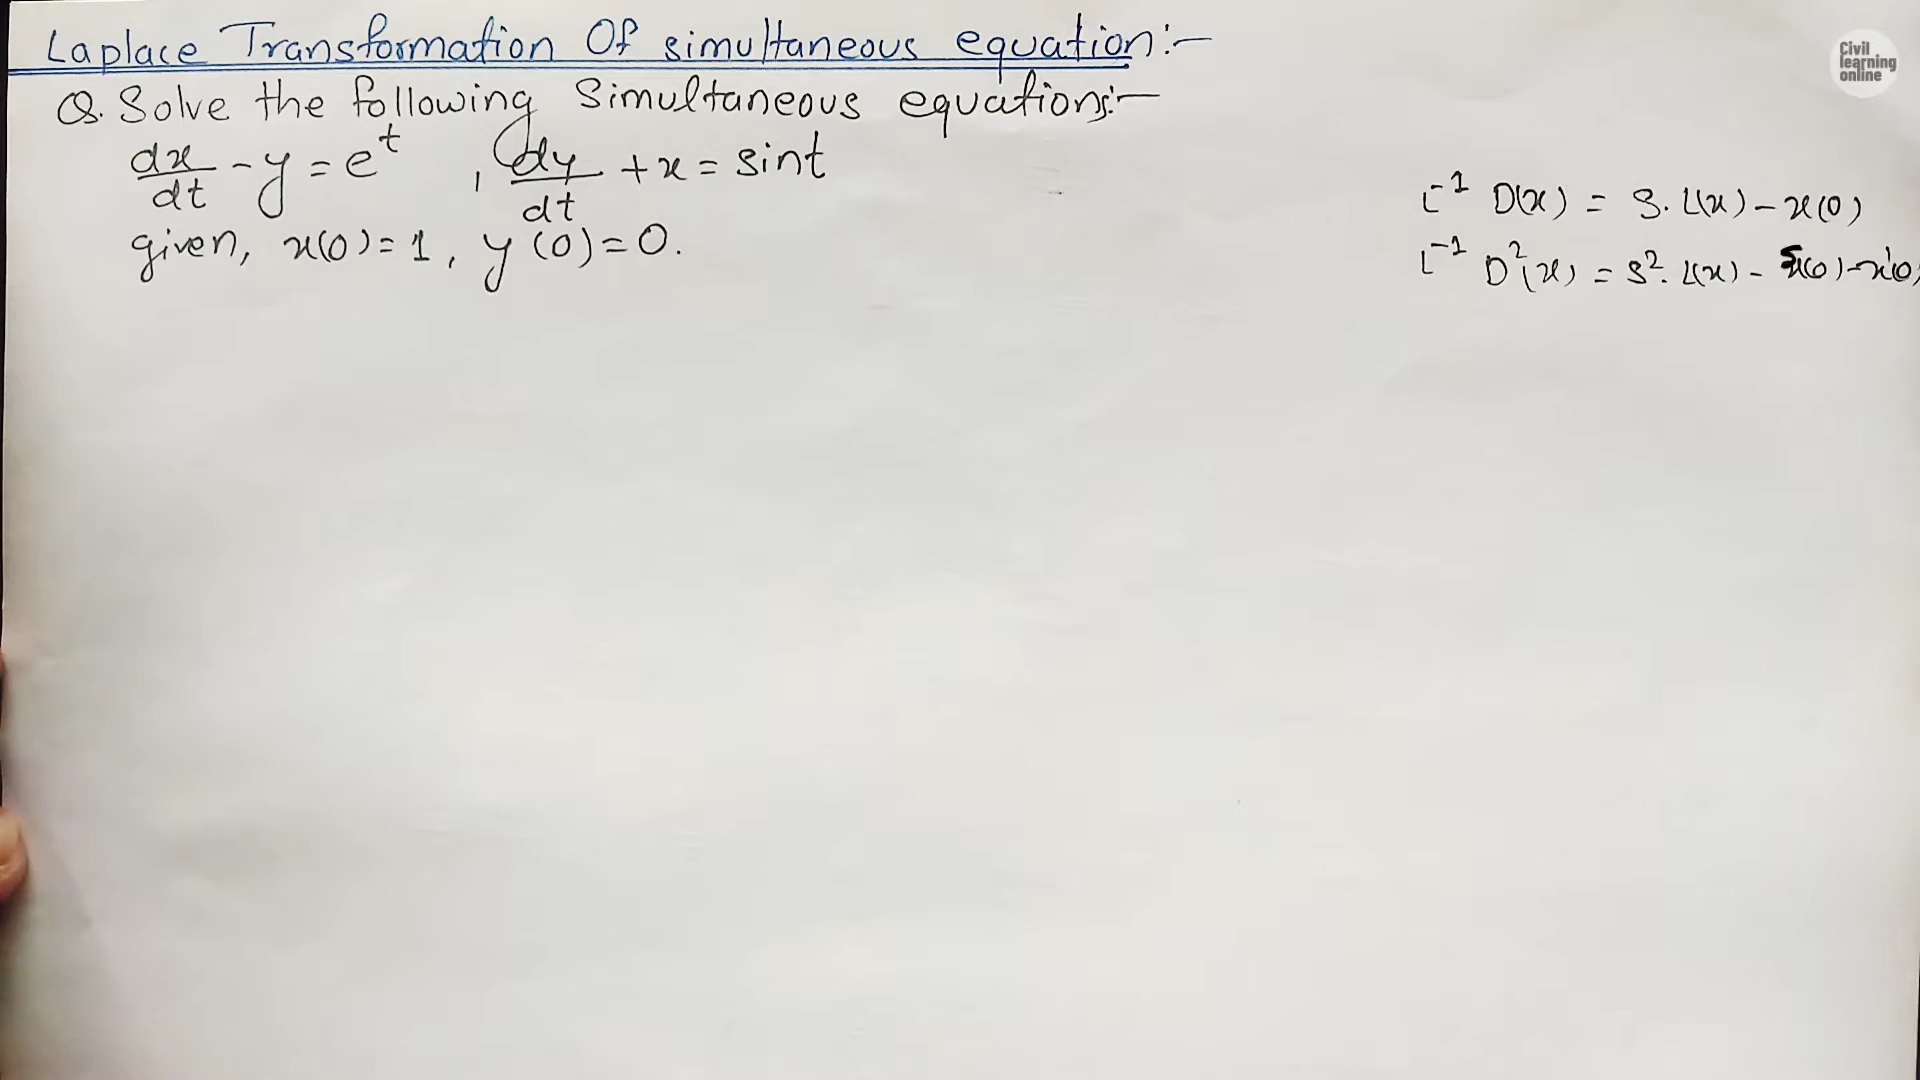 Laplace Transformation Of simultaneous equation:-
Q. Solve the following Simultaneous equations:-
dx/dt - y = e^t , dy/dt + x = sint
given, x(0)=1, y(0)=0.
L^-1 D(x) = S. L(x) - x(0)
L^-1 D^2(x) = S^2. L(x) - Sx(0) - x'(0)
Civil learning online